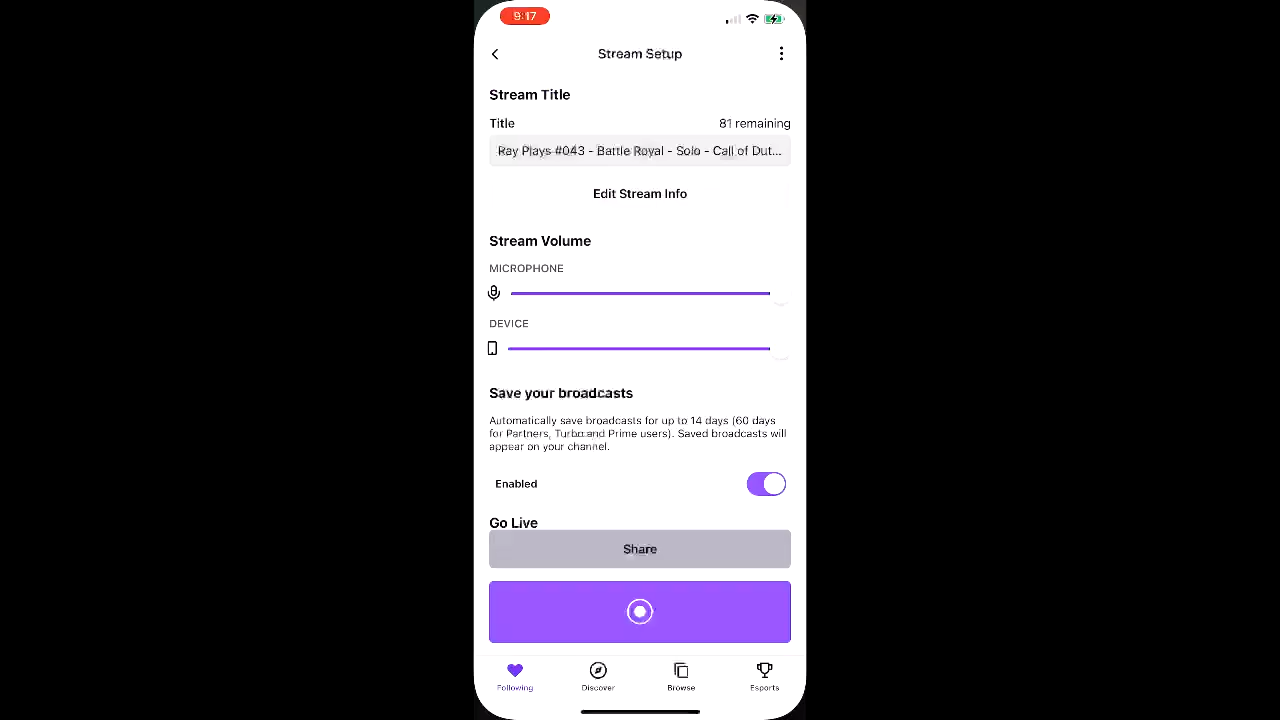 9:17
Stream Setup
Stream Title
Title 81 remaining
Ray Plays #043 - Battle Royal - Solo - Call of Dut...
Edit Stream Info
Stream Volume
MICROPHONE
DEVICE
Save your broadcasts
Automatically save broadcasts for up to 14 days (60 days
for Partners, Turbo and Prime users). Saved broadcasts will
appear on your channel.
Enabled
Go Live
Share
Following Discover Browse Esports